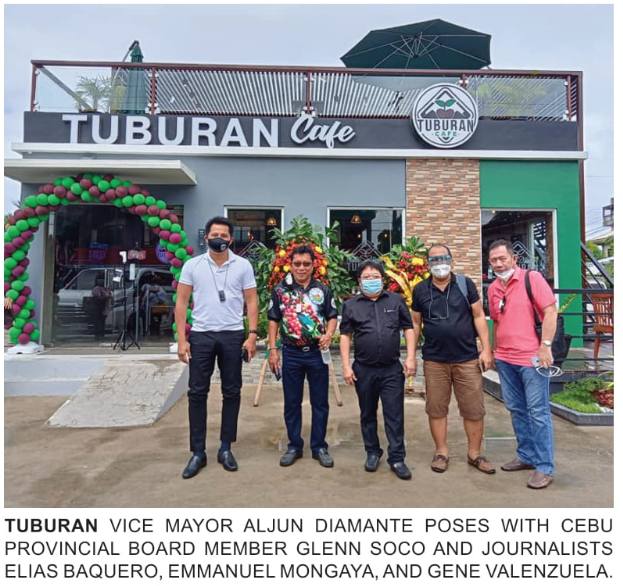 TUBURAN Cafe
TUBURAN
CAFE
TUBURAN VICE MAYOR ALJUN DIAMANTE POSES WITH CEBU
PROVINCIAL BOARD MEMBER GLENN SOCO AND JOURNALISTS
ELIAS BAQUERO, EMMANUEL MONGAYA, AND GENE VALENZUELA.